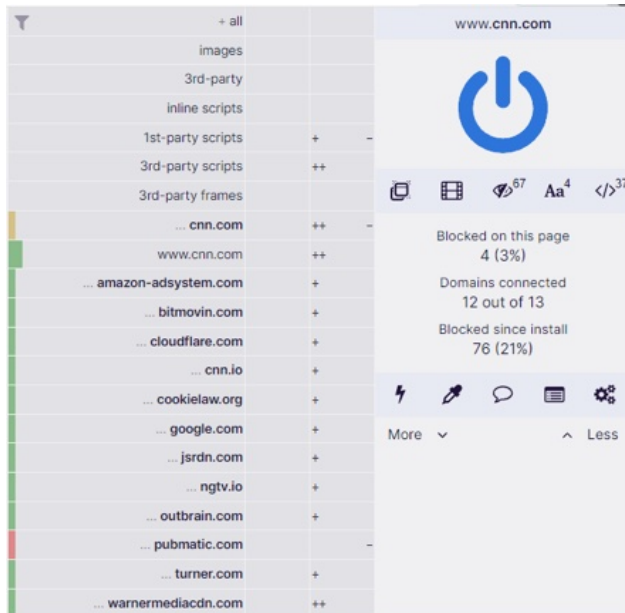 + all
images
3rd-party
inline scripts
1st-party scripts + −
3rd-party scripts ++
3rd-party frames
... cnn.com ++ −
www.cnn.com ++
... amazon-adsystem.com +
... bitmovin.com +
... cloudflare.com +
... cnn.io +
... cookielaw.org +
... google.com +
... jsrdn.com +
... ngtv.io +
... outbrain.com +
... pubmatic.com −
... turner.com +
... warnermediacdn.com ++
www.cnn.com
67 Aa4 </>37
Blocked on this page
4 (3%)
Domains connected
12 out of 13
Blocked since install
76 (21%)
More Less